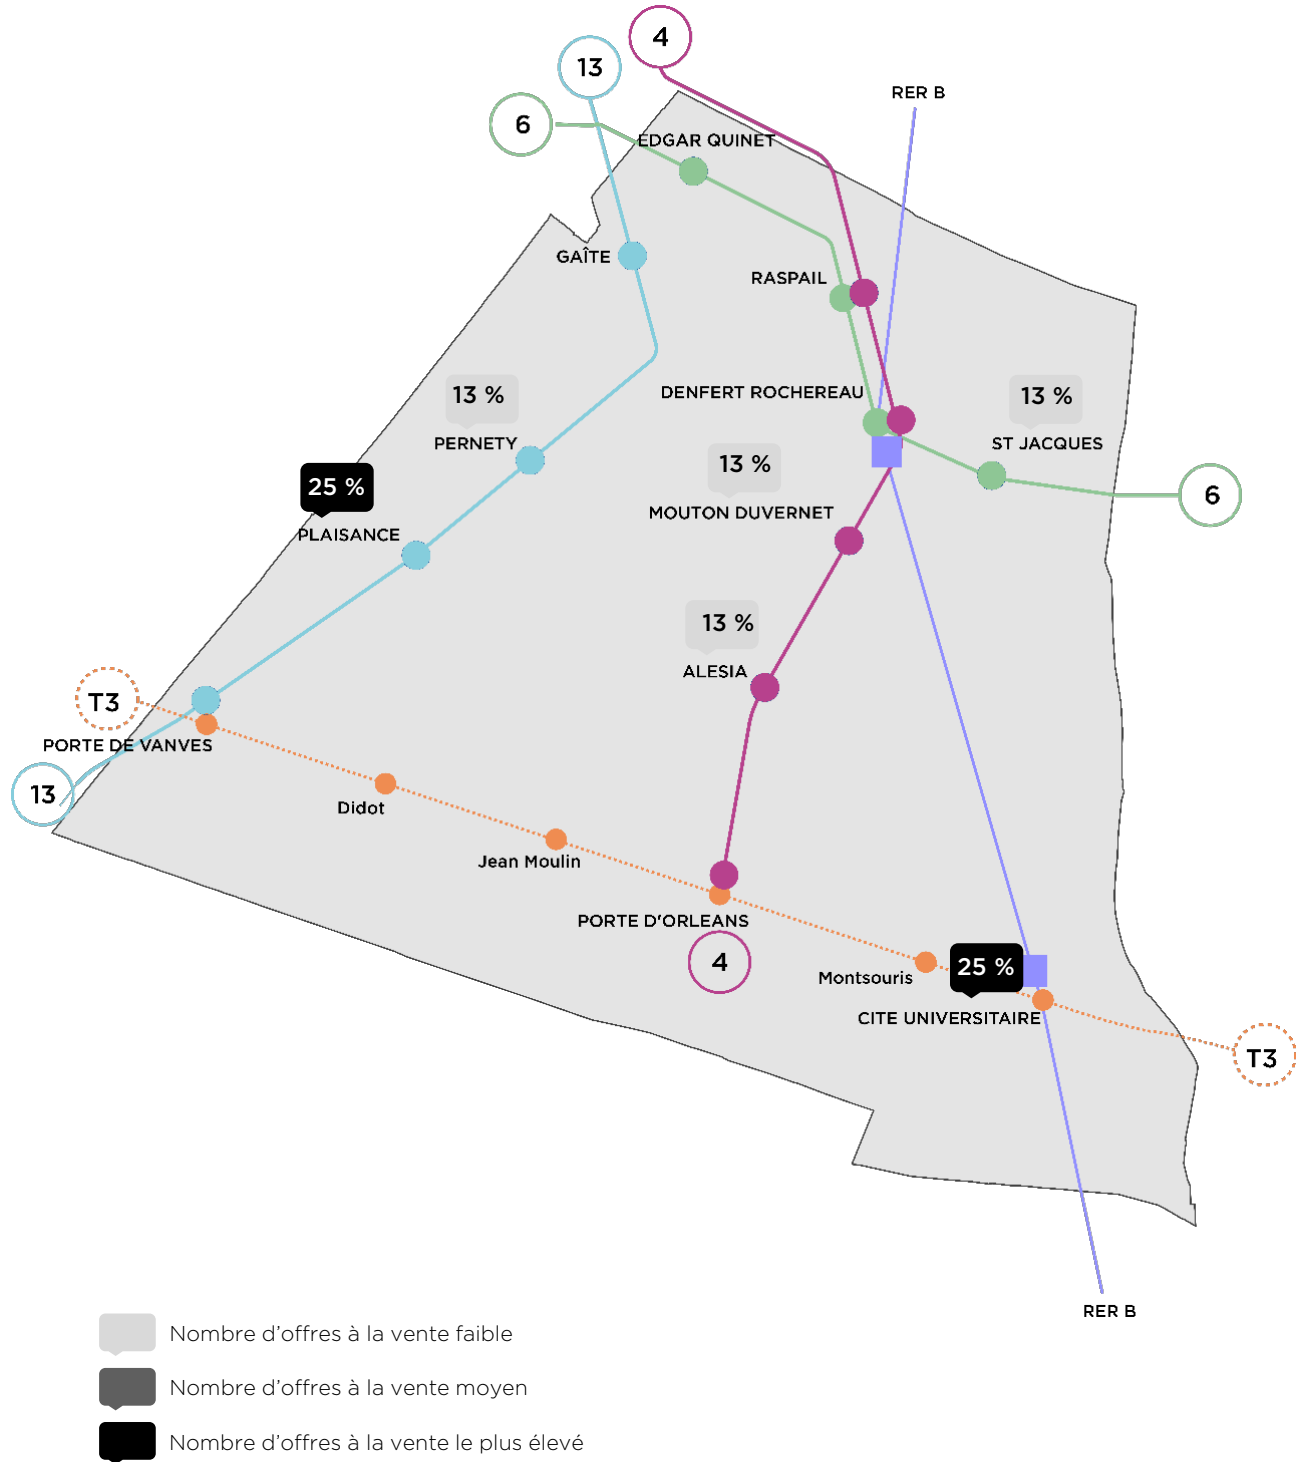 4
13
RER B
6
EDGAR QUINET
GAÎTE
RASPAIL
13 %
PERNETY
DENFERT ROCHEREAU
13 %
ST JACQUES
25 %
PLAISANCE
13 %
MOUTON DUVERNET
6
13 %
ALESIA
T3
PORTE DE VANVES
13
Didot
Jean Moulin
PORTE D'ORLEANS
4
Montsouris
25 %
CITE UNIVERSITAIRE
T3
RER B
Nombre d'offres à la vente faible
Nombre d'offres à la vente moyen
Nombre d'offres à la vente le plus élevé